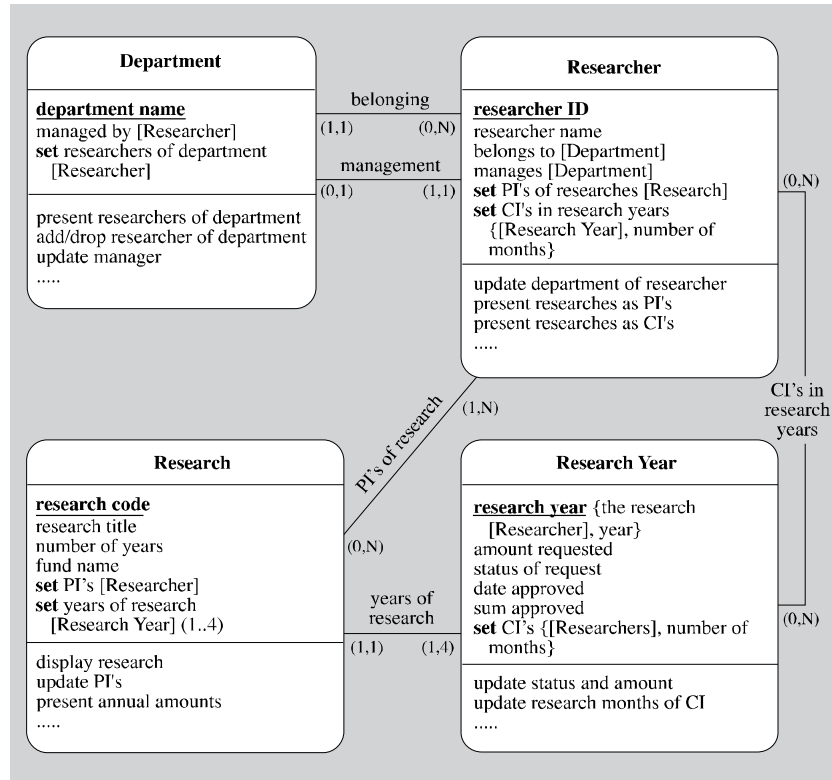 Department
department name
managed by [Researcher]
set researchers of department
[Researcher]
present researchers of department
add/drop researcher of department
update manager
.....
belonging
(1,1) (0,N)
management
(0,1) (1,1)
Researcher
researcher ID
researcher name
belongs to [Department]
manages [Department]
set PI's of researches [Research]
set CI's in research years
{[Research Year], number of
months}
update department of researcher
present researches as PI's
present researches as CI's
.....
(0,N)
CI's in
research
years
(0,N)
(1,N)
PI's of research
(0,N)
Research
research code
research title
number of years
fund name
set PI's [Researcher]
set years of research
[Research Year] (1..4)
display research
update PI's
present annual amounts
.....
years of
research
(1,1) (1,4)
Research Year
research year {the research
[Researcher], year}
amount requested
status of request
date approved
sum approved
set CI's {[Researchers], number of
months}
update status and amount
update research months of CI
.....